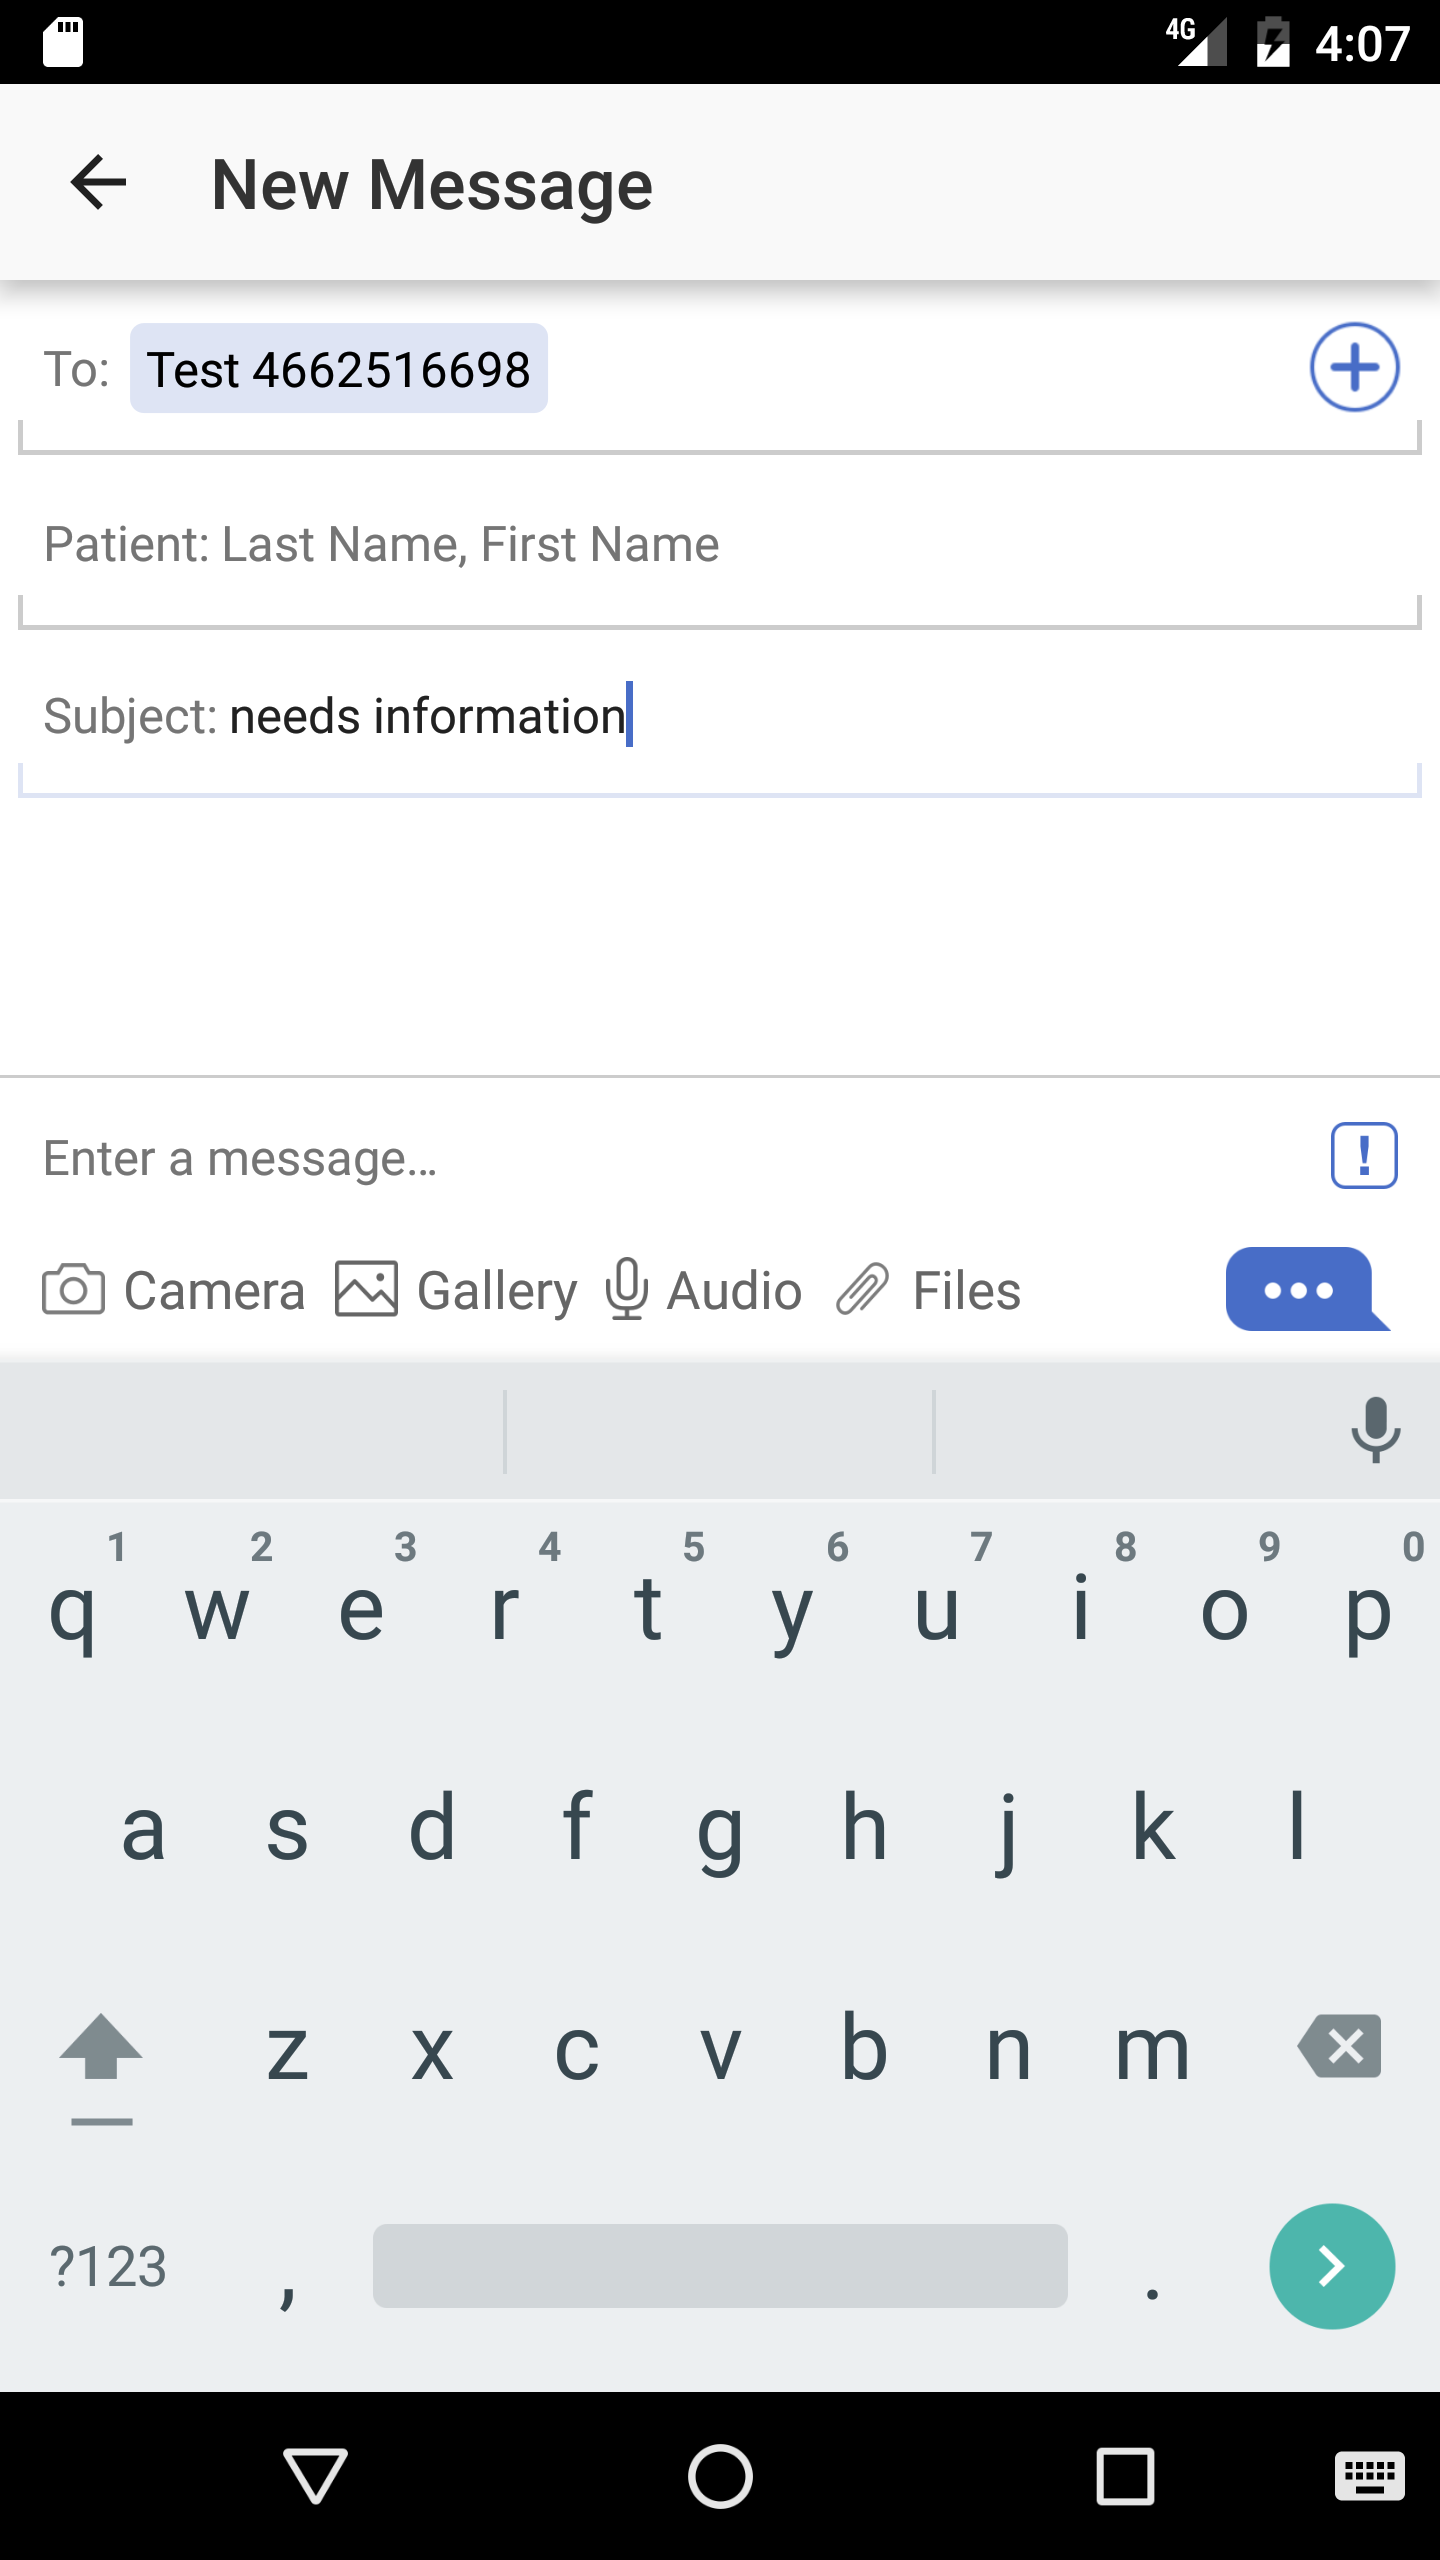 4G 4:07
New Message
To: Test 4662516698
Patient: Last Name, First Name
Subject: needs information
Enter a message...
!
Camera Gallery Audio Files
1 2 3 4 5 6 7 8 9 0
q w e r t y u i o p
a s d f g h j k l
z x c v b n m
?123 , .